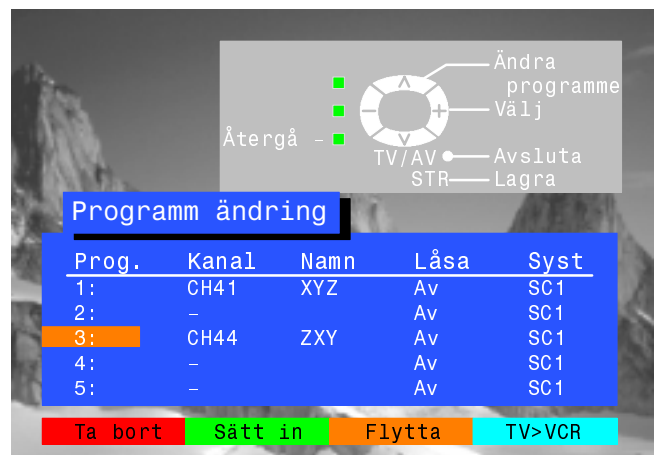 Ändra
programme
Välj
Återgå –
TV/AV Avsluta
STR Lagra
Programm ändring
Prog. Kanal Namn Låsa Syst
1: CH41 XYZ Av SC1
2: – Av SC1
3: CH44 ZXY Av SC1
4: – Av SC1
5: – Av SC1
Ta bort Sätt in Flytta TV>VCR